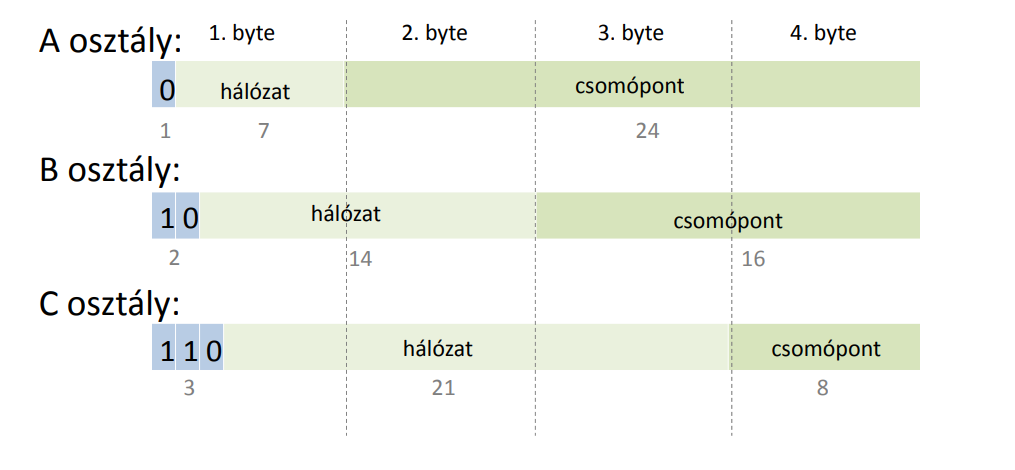 A osztály: 1. byte 2. byte 3. byte 4. byte
0 hálózat csomópont
1 7 24
B osztály:
1 0 hálózat csomópont
2 14 16
C osztály:
1 1 0 hálózat csomópont
3 21 8